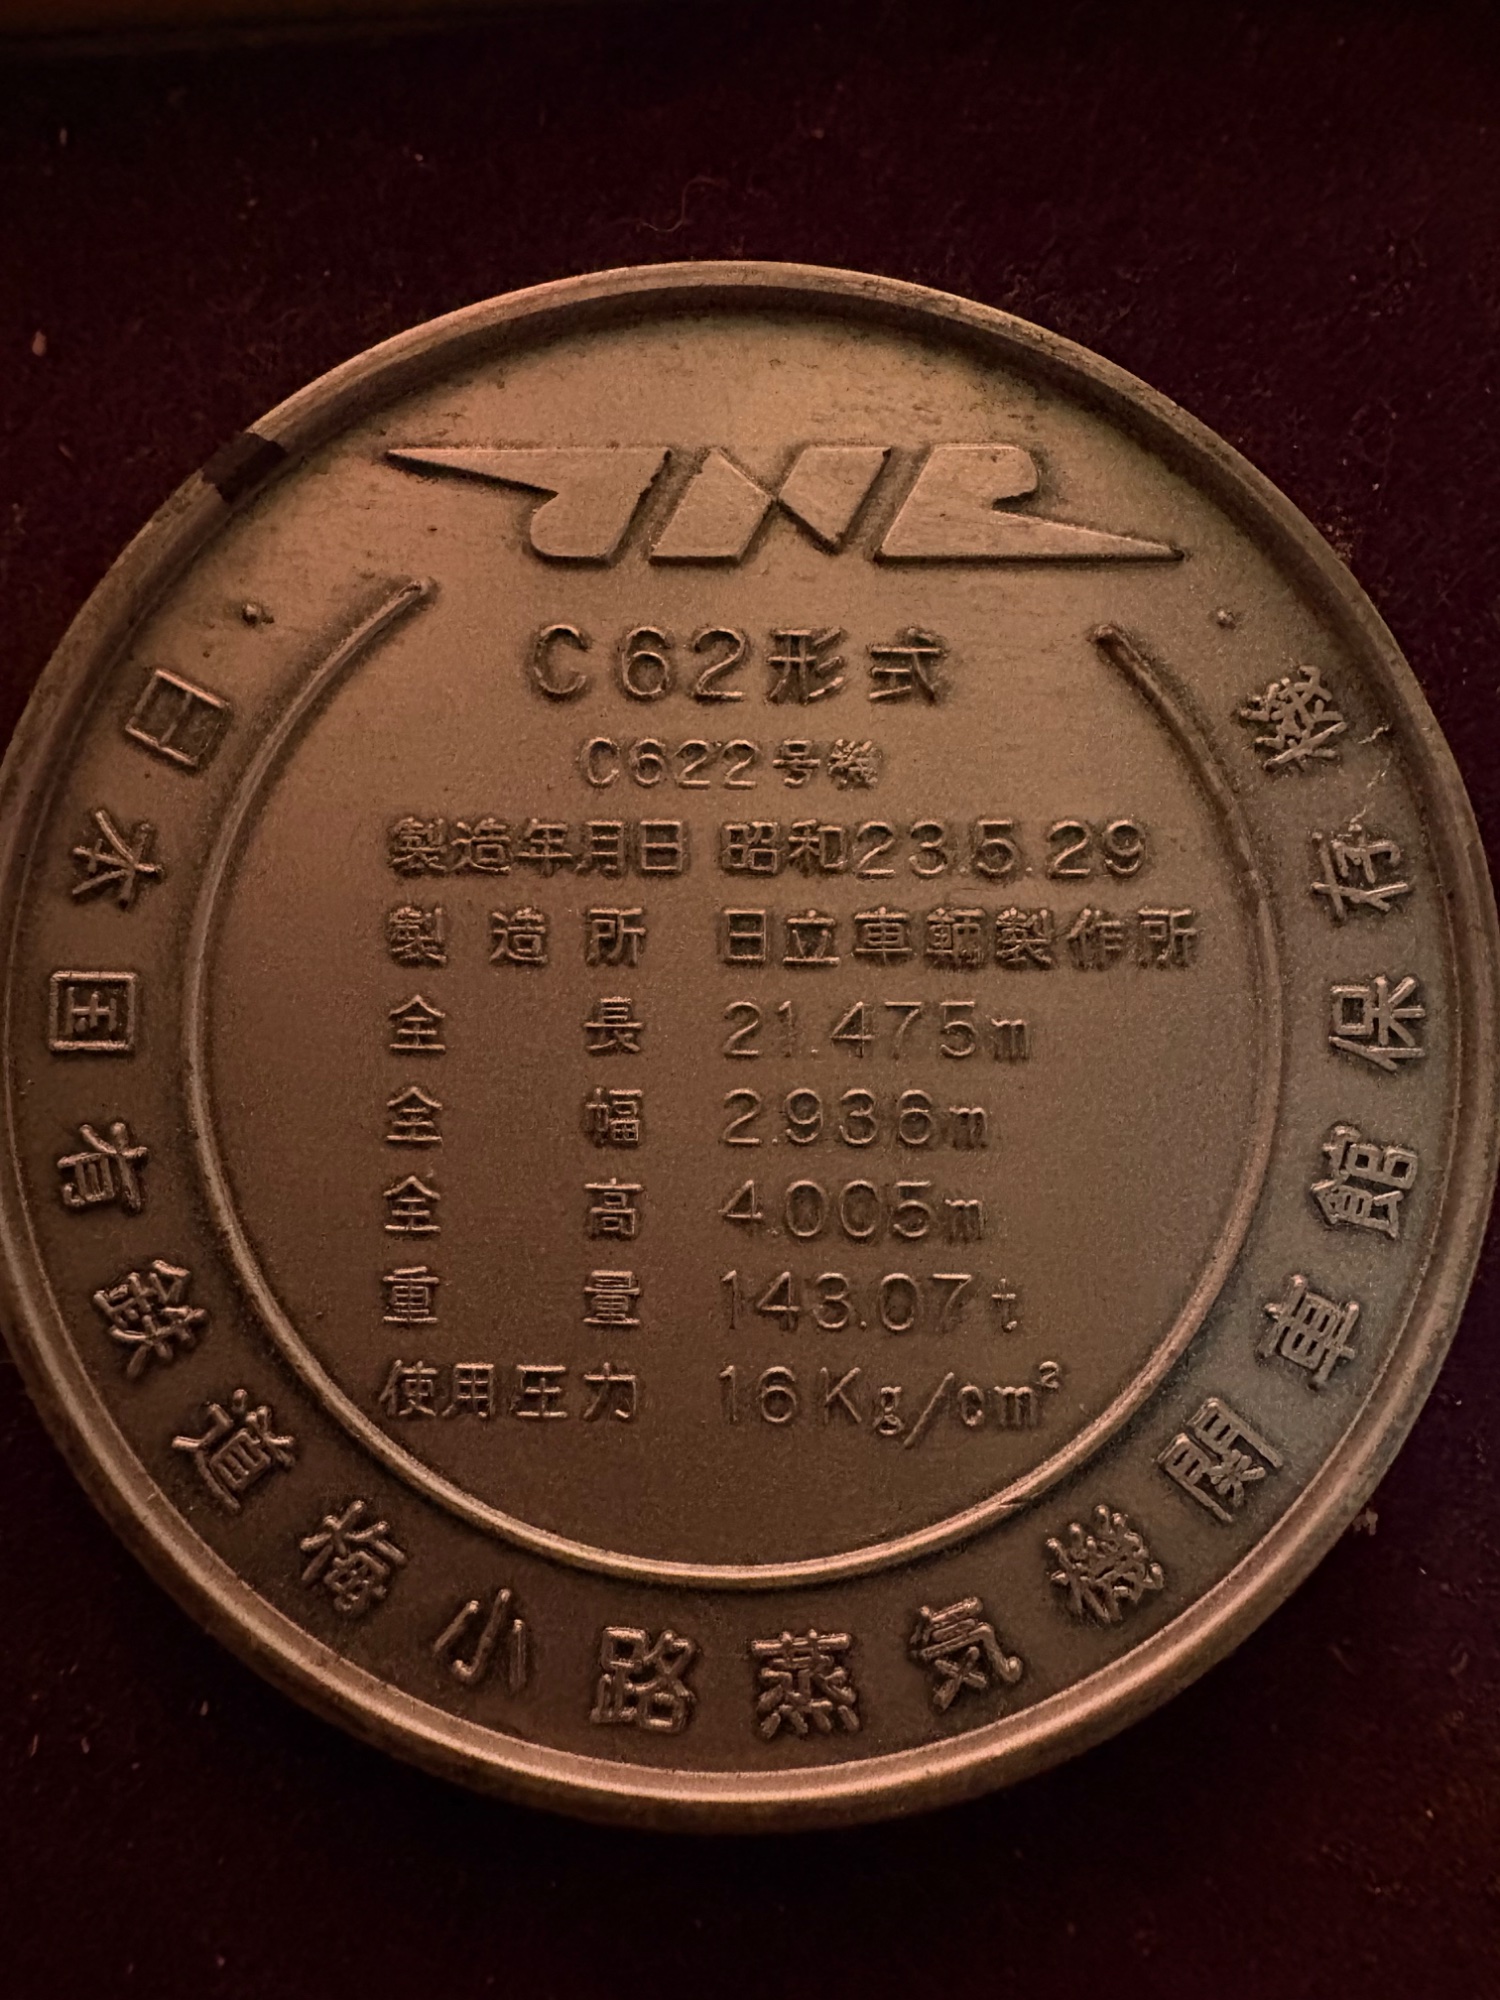 JNR
C62形式
C622号機
製造年月日 昭和23.5.29
製造所 日立車輌製作所
全長 21.475m
全幅 2.936m
全高 4.005m
重量 143.07t
使用圧力 16Kg/cm²
日本国有鉄道梅小路蒸気機関車館保存機